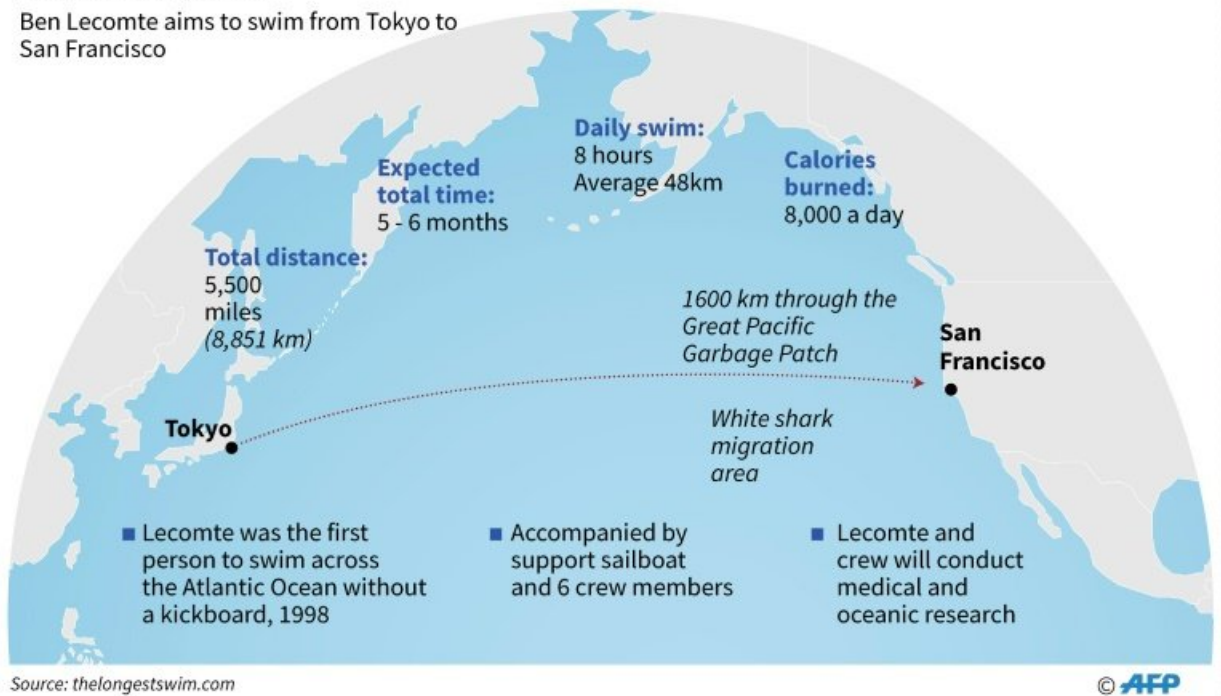 Ben Lecomte aims to swim from Tokyo to
San Francisco
Daily swim:
8 hours
Average 48km
Calories
burned:
8,000 a day
Expected
total time:
5 - 6 months
Total distance:
5,500
miles
(8,851 km)
1600 km through the
Great Pacific
Garbage Patch
San
Francisco
Tokyo
White shark
migration
area
Lecomte was the first
person to swim across
the Atlantic Ocean without
a kickboard, 1998
Accompanied by
support sailboat
and 6 crew members
Lecomte and
crew will conduct
medical and
oceanic research
Source: thelongestswim.com
© AFP